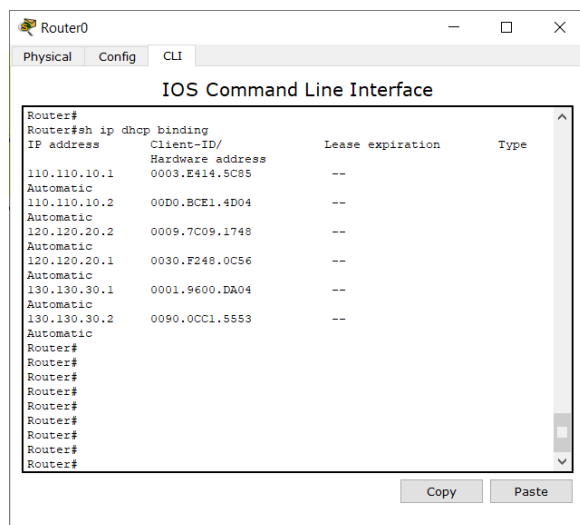 Router0
Physical Config CLI
IOS Command Line Interface
Router#
Router#sh ip dhcp binding
IP address Client-ID/ Lease expiration Type
Hardware address
110.110.10.1 0003.E414.5C85 --
Automatic
110.110.10.2 00D0.BCE1.4D04 --
Automatic
120.120.20.2 0009.7C09.1748 --
Automatic
120.120.20.1 0030.F248.0C56 --
Automatic
130.130.30.1 0001.9600.DA04 --
Automatic
130.130.30.2 0090.0CC1.5553 --
Automatic
Router#
Router#
Router#
Router#
Router#
Router#
Router#
Router#
Router#
Copy Paste